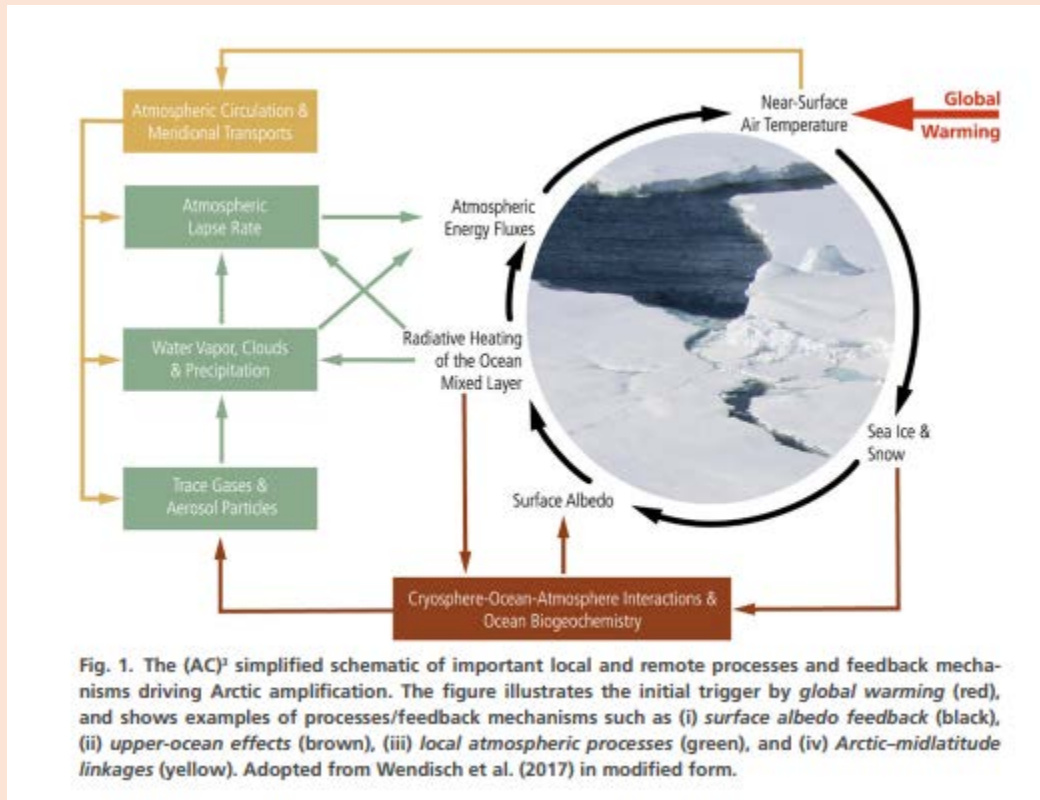 Atmospheric Circulation &
Meridional Transports
Near-Surface
Air Temperature
Global
Warming
Atmospheric
Lapse Rate
Atmospheric
Energy Fluxes
Water Vapor, Clouds
& Precipitation
Radiative Heating
of the Ocean
Mixed Layer
Sea Ice &
Snow
Trace Gases &
Aerosol Particles
Surface Albedo
Cryosphere-Ocean-Atmosphere Interactions &
Ocean Biogeochemistry
Fig. 1. The (AC)³ simplified schematic of important local and remote processes and feedback mecha-
nisms driving Arctic amplification. The figure illustrates the initial trigger by global warming (red),
and shows examples of processes/feedback mechanisms such as (i) surface albedo feedback (black),
(ii) upper-ocean effects (brown), (iii) local atmospheric processes (green), and (iv) Arctic–midlatitude
linkages (yellow). Adopted from Wendisch et al. (2017) in modified form.